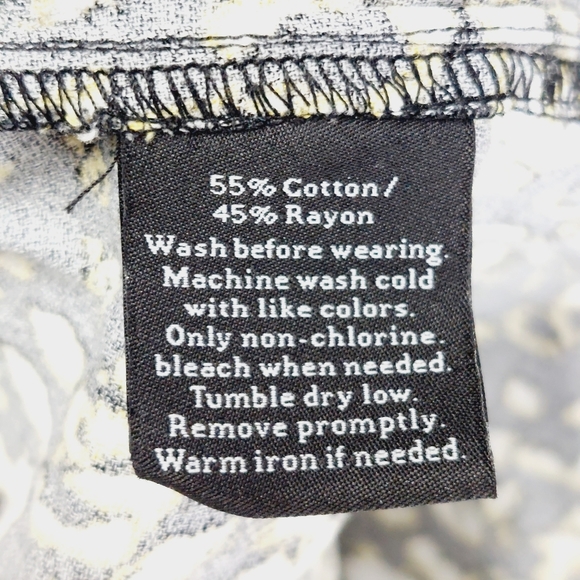 55% Cotton/
45% Rayon
Wash before wearing.
Machine wash cold
with like colors.
Only non-chlorine.
bleach when needed.
Tumble dry low.
Remove promptly.
Warm iron if needed.